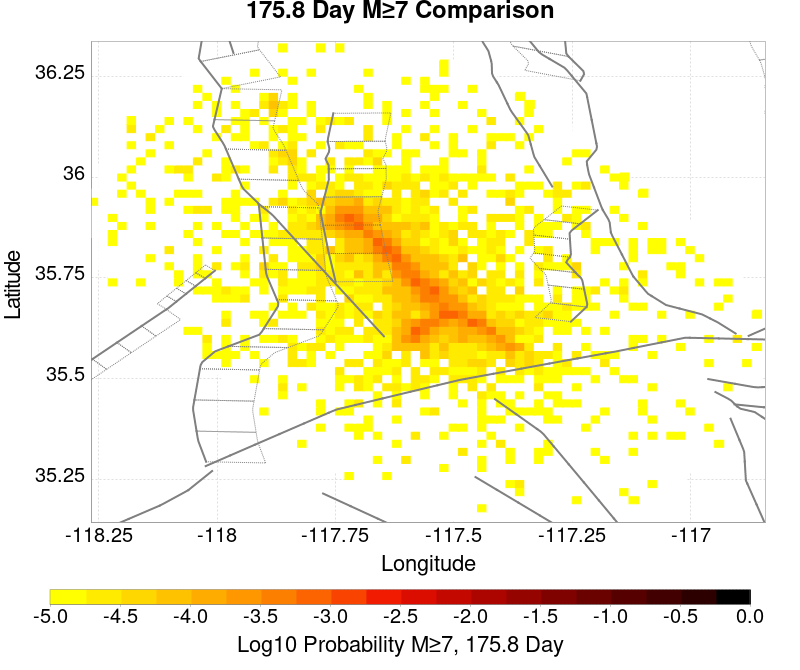 175.8 Day M≥7 Comparison
36.25
36
35.75
35.5
35.25
Latitude
-118.25 -118 -117.75 -117.5 -117.25 -117
Longitude
-5.0 -4.5 -4.0 -3.5 -3.0 -2.5 -2.0 -1.5 -1.0 -0.5 0.0
Log10 Probability M≥7, 175.8 Day